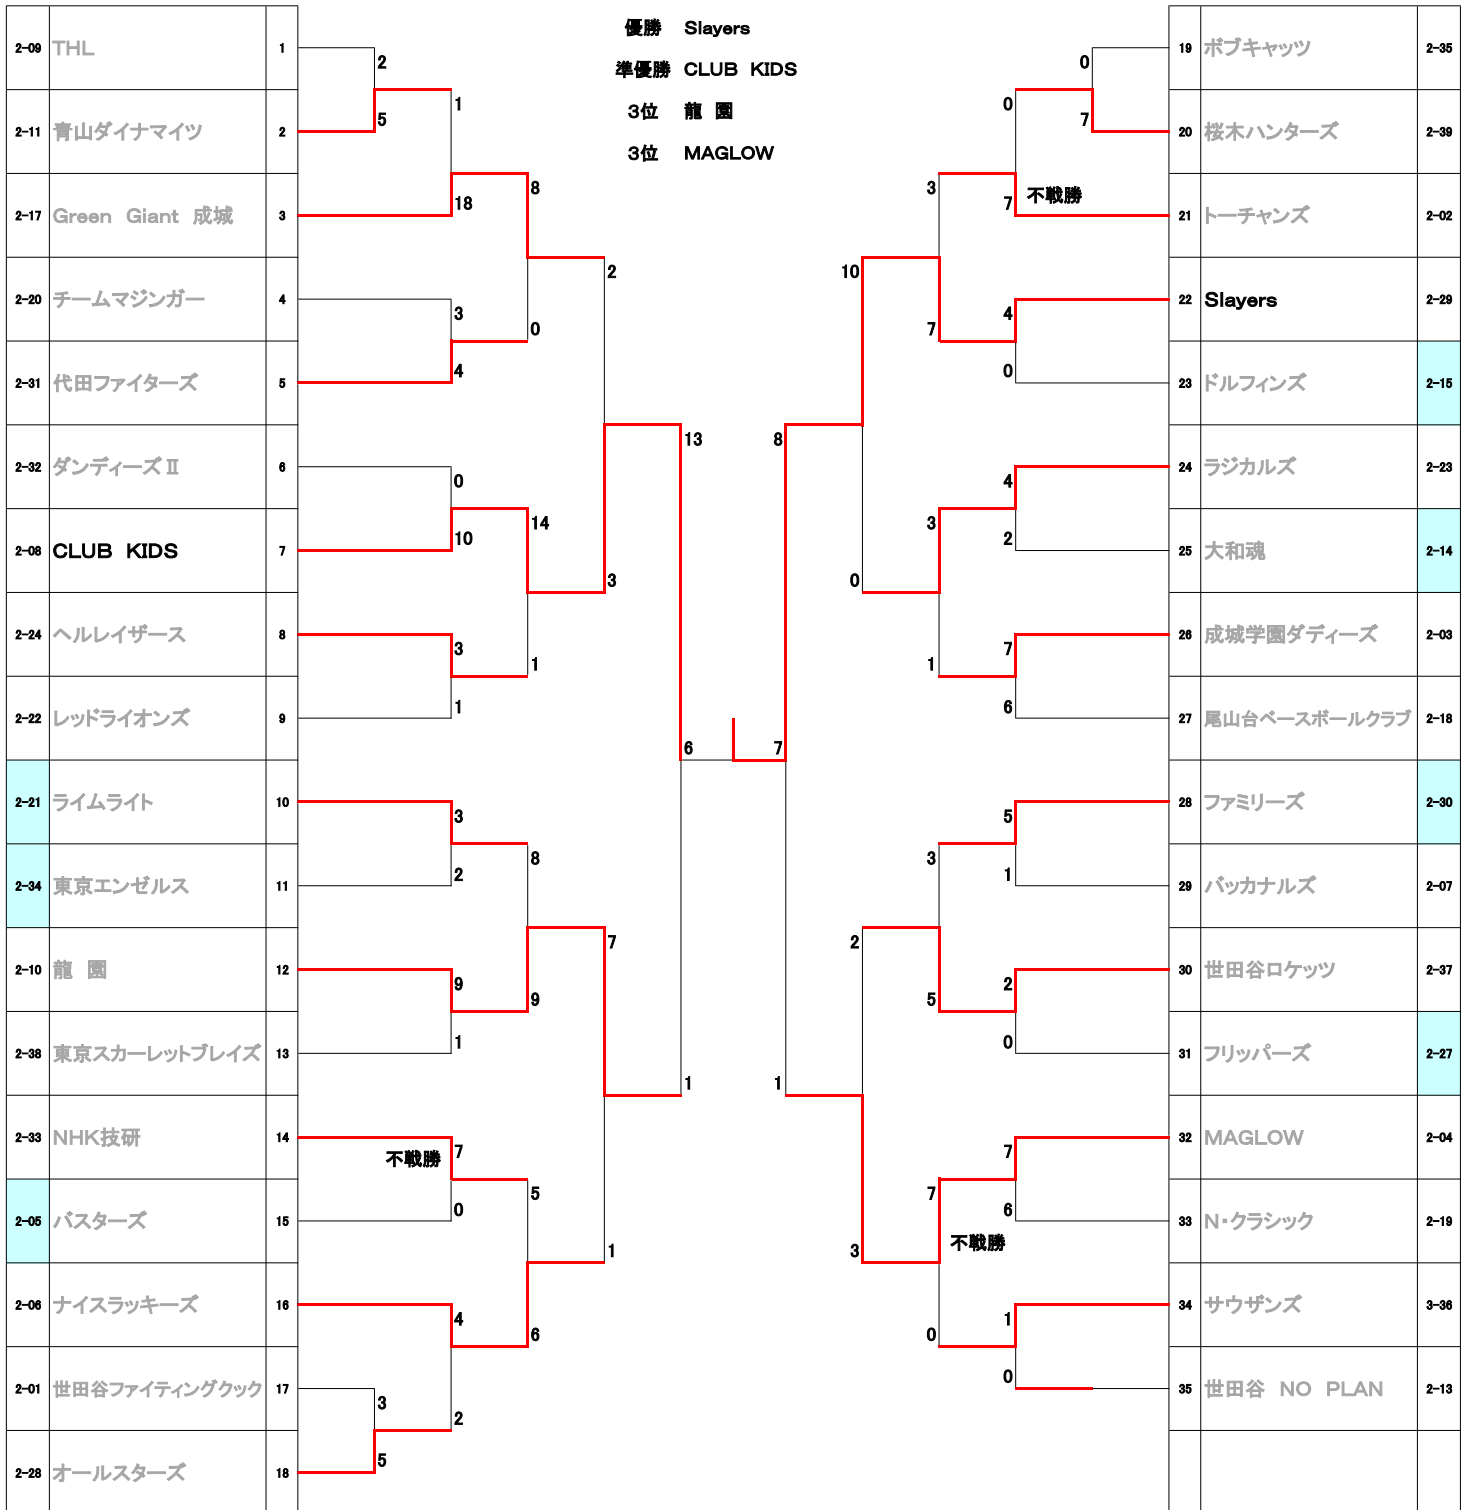 優勝 Slayers
準優勝 CLUB KIDS
3位 龍 園
3位 MAGLOW
2-09 THL 1
2
5
1
2-11 青山ダイナマイツ 2
2-17 Green Giant 成城 3
18
8
2-20 チームマジンガー 4
3
0
2
2-31 代田ファイターズ 5
4
2-32 ダンディーズⅡ 6
0
13
2-08 CLUB KIDS 7
10
14
3
2-24 ヘルレイザース 8
3
1
2-22 レッドライオンズ 9
1
6
2-21 ライムライト 10
3
8
2-34 東京エンゼルス 11
2
2-10 龍 園 12
9
9
7
2-38 東京スカーレットブレイズ 13
1
1
2-33 NHK技研 14
不戦勝
7
5
2-05 バスターズ 15
0
1
2-06 ナイスラッキーズ 16
4
6
2-01 世田谷ファイティングクック 17
3
2
2-28 オールスターズ 18
5
19 ボブキャッツ 2-35
0
0
7
20 桜木ハンターズ 2-39
3
7
不戦勝
21 トーチャンズ 2-02
10
22 Slayers 2-29
4
7
23 ドルフィンズ 2-15
0
8
24 ラジカルズ 2-23
4
3
25 大和魂 2-14
2
0
26 成城学園ダディーズ 2-03
7
1
27 尾山台ベースボールクラブ 2-18
6
7
28 ファミリーズ 2-30
5
3
29 バッカナルズ 2-07
1
2
30 世田谷ロケッツ 2-37
2
5
31 フリッパーズ 2-27
0
1
32 MAGLOW 2-04
7
7
33 N・クラシック 2-19
6
不戦勝
3
34 サウザンズ 3-36
1
0
35 世田谷 NO PLAN 2-13
0